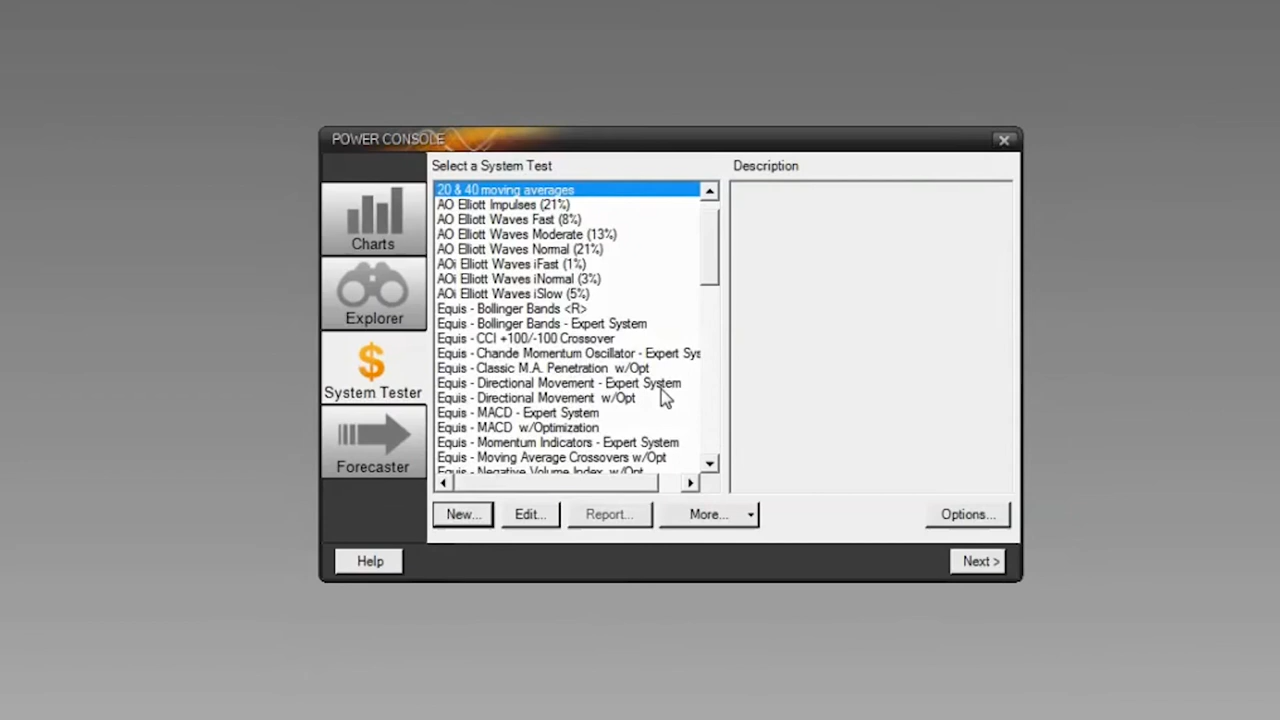 POWER CONSOLE
Charts
Explorer
System Tester
Forecaster
Select a System Test
20 & 40 moving averages
AO Elliott Impulses (21%)
AO Elliott Waves Fast (8%)
AO Elliott Waves Moderate (13%)
AO Elliott Waves Normal (21%)
AOi Elliott Waves iFast (1%)
AOi Elliott Waves iNormal (3%)
AOi Elliott Waves iSlow (5%)
Equis - Bollinger Bands <R>
Equis - Bollinger Bands - Expert System
Equis - CCI +100/-100 Crossover
Equis - Chande Momentum Oscillator - Expert Sys
Equis - Classic M.A. Penetration w/Opt
Equis - Directional Movement - Expert System
Equis - Directional Movement w/Opt
Equis - MACD - Expert System
Equis - MACD w/Optimization
Equis - Momentum Indicators - Expert System
Equis - Moving Average Crossovers w/Opt
Equis - Negative Volume Index w/Opt
Description
New...
Edit...
Report...
More...
Options...
Help
Next >